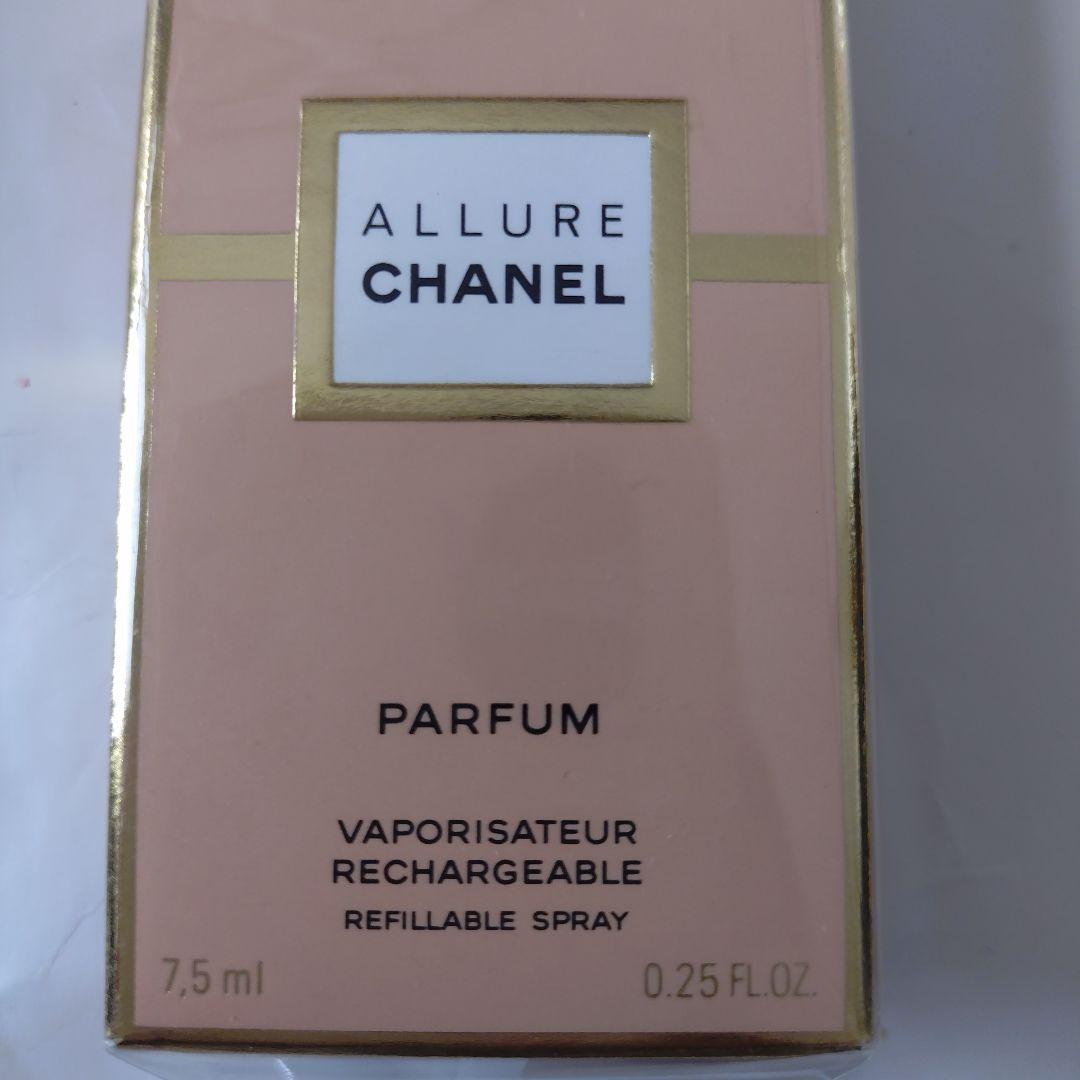 ALLURE
CHANEL
PARFUM
VAPORISATEUR
RECHARGEABLE
REFILLABLE SPRAY
7,5 ml 0.25 FL.OZ.